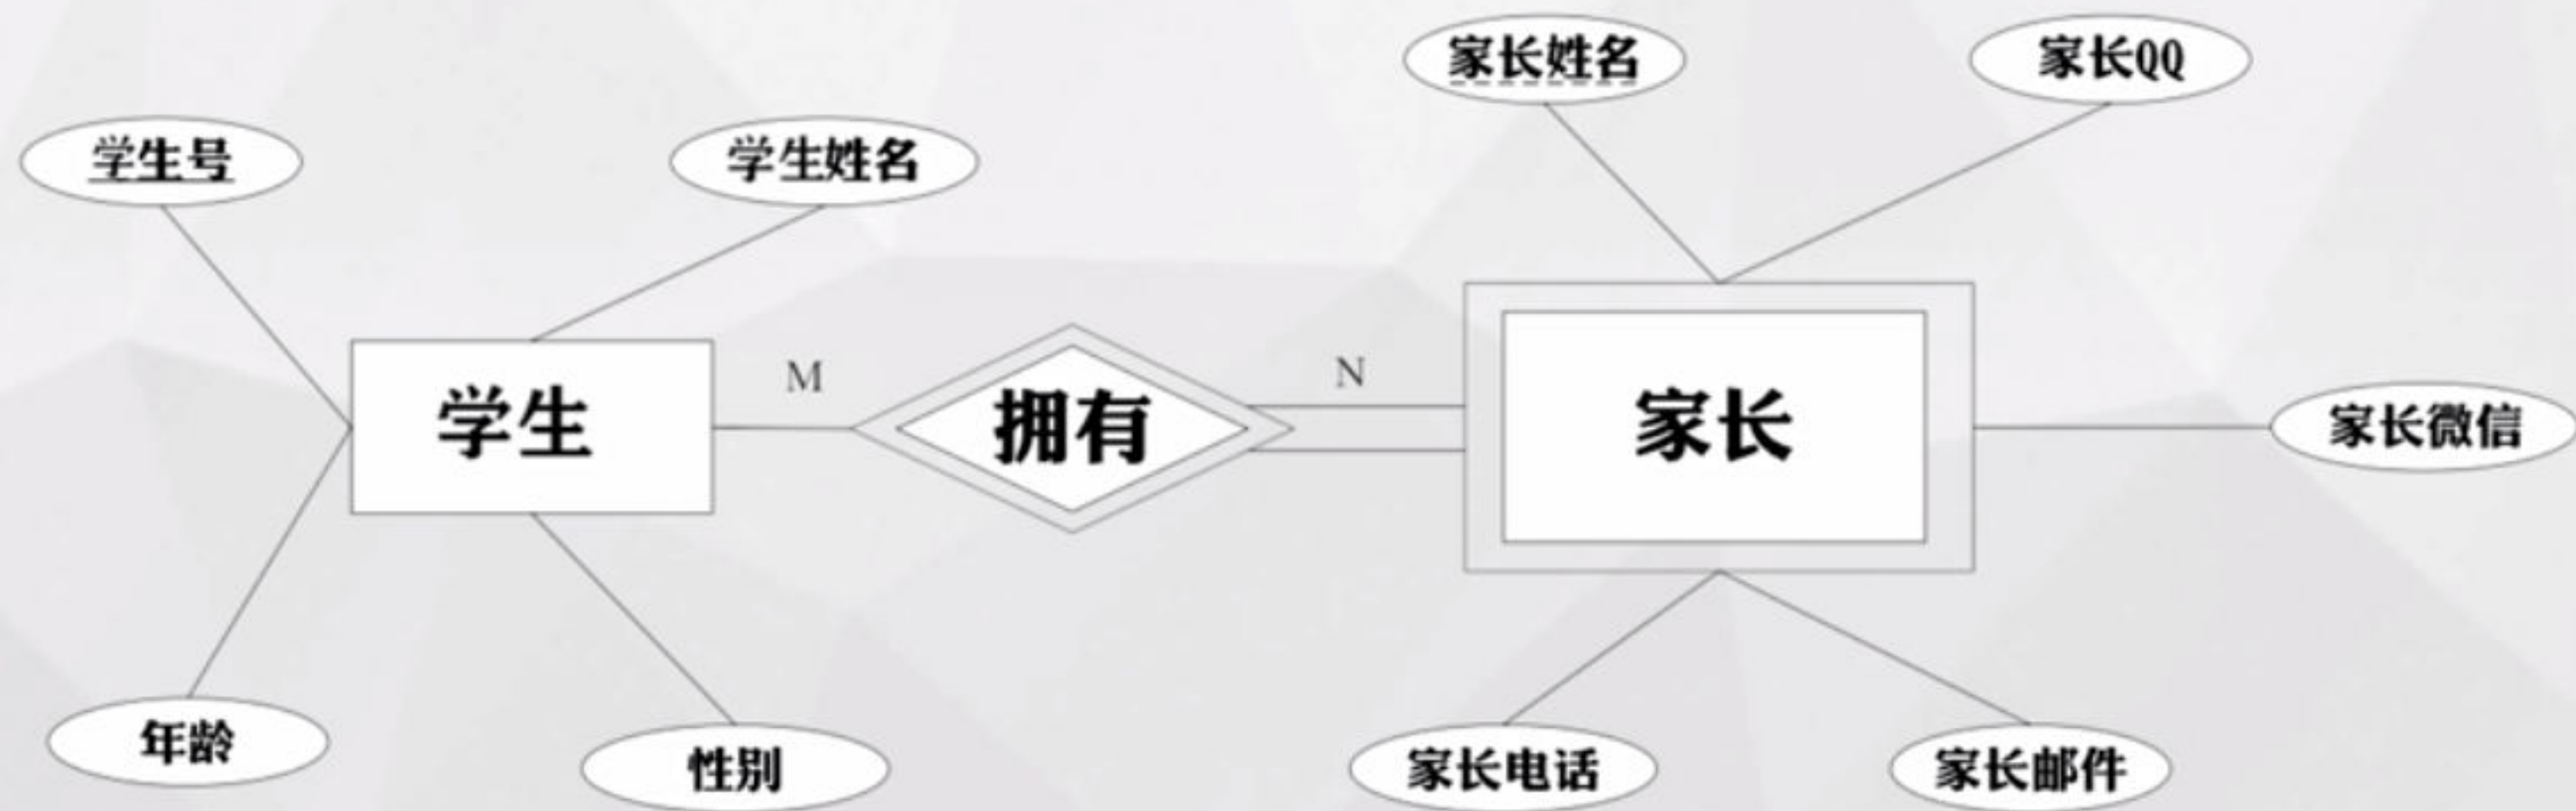 家长姓名
家长QQ
学生号
学生姓名
M
N
学生
拥有
家长
家长微信
年龄
性别
家长电话
家长邮件